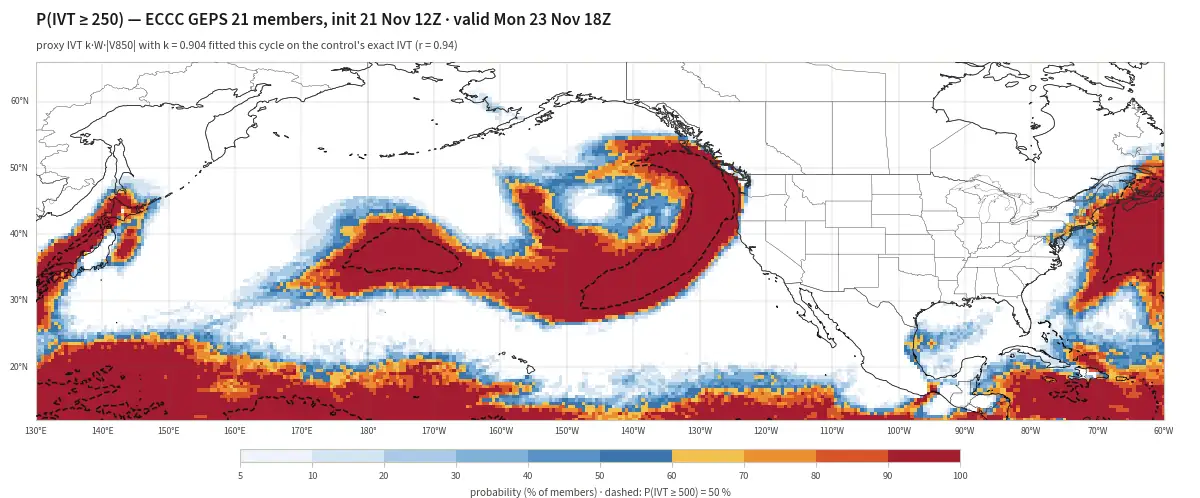 P(IVT ≥ 250) — ECCC GEPS 21 members, init 21 Nov 12Z · valid Mon 23 Nov 18Z
proxy IVT k·W·|V850| with k = 0.904 fitted this cycle on the control's exact IVT (r = 0.94)
60°N
50°N
40°N
30°N
20°N
130°E 140°E 150°E 160°E 170°E 180° 170°W 160°W 150°W 140°W 130°W 120°W 110°W 100°W 90°W 80°W 70°W 60°W
5 10 20 30 40 50 60 70 80 90 100
probability (% of members) · dashed: P(IVT ≥ 500) = 50 %